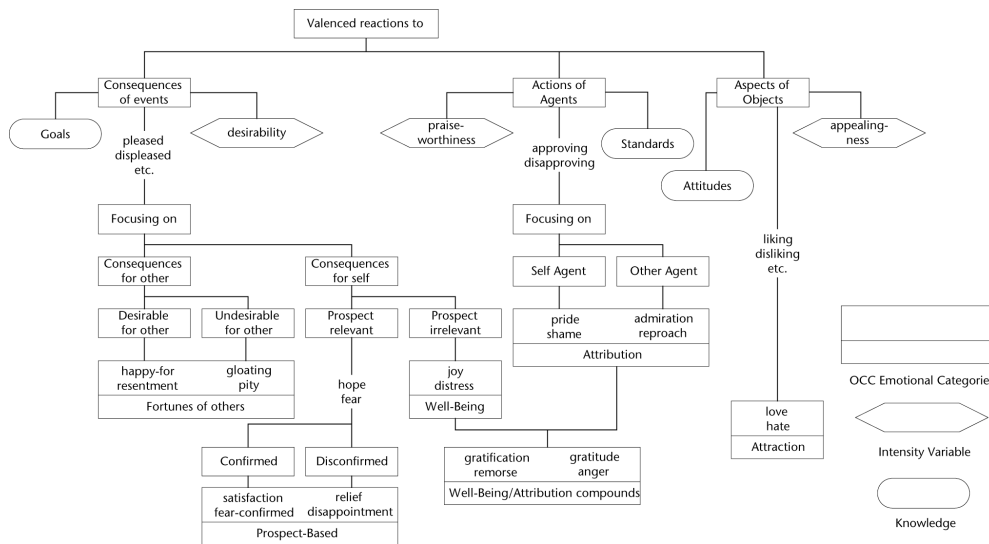 Valenced reactions to
Consequences
of events
Actions of
Agents
Aspects of
Objects
Goals
desirability
praise-
worthiness
Standards
Attitudes
appealing-
ness
pleased
displeased
etc.
approving
disapproving
liking
disliking
etc.
Focusing on
Focusing on
Consequences
for other
Consequences
for self
Self Agent
Other Agent
Desirable
for other
Undesirable
for other
Prospect
relevant
Prospect
irrelevant
happy-for
resentment
gloating
pity
Fortunes of others
hope
fear
joy
distress
Well-Being
pride
shame
admiration
reproach
Attribution
Confirmed
Disconfirmed
satisfaction
fear-confirmed
relief
disappointment
Prospect-Based
gratification
remorse
gratitude
anger
Well-Being/Attribution compounds
love
hate
Attraction
OCC Emotional Categorie
Intensity Variable
Knowledge